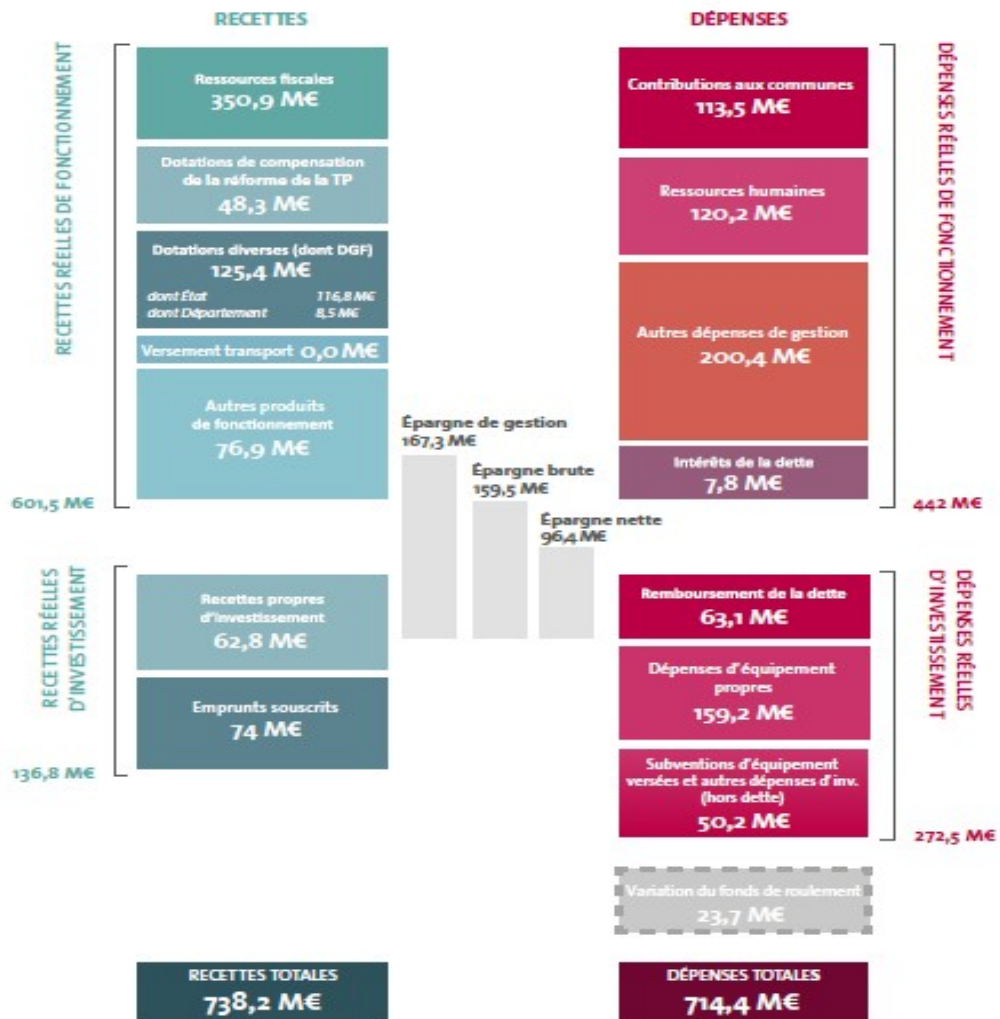 RECETTES
RECETTES RÉELLES DE FONCTIONNEMENT
Ressources fiscales
350,9 M€
Dotations de compensation
de la réforme de la TP
48,3 M€
Dotations diverses (dont DGF)
125,4 M€
dont État 116,8 M€
dont Département 8,5 M€
Versement transport 0,0 M€
Autres produits
de fonctionnement
76,9 M€
601,5 M€
RECETTES RÉELLES
D'INVESTISSEMENT
Recettes propres
d'investissement
62,8 M€
Emprunts souscrits
74 M€
136,8 M€
RECETTES TOTALES
738,2 M€
Épargne de gestion
167,3 M€
Épargne brute
159,5 M€
Épargne nette
96,4 M€
DÉPENSES
DÉPENSES RÉELLES DE FONCTIONNEMENT
Contributions aux communes
113,5 M€
Ressources humaines
120,2 M€
Autres dépenses de gestion
200,4 M€
Intérêts de la dette
7,8 M€
442 M€
DÉPENSES RÉELLES
D'INVESTISSEMENT
Remboursement de la dette
63,1 M€
Dépenses d'équipement
propres
159,2 M€
Subventions d'équipement
versées et autres dépenses d'inv.
(hors dette)
50,2 M€
272,5 M€
Variation du fonds de roulement
23,7 M€
DÉPENSES TOTALES
714,4 M€